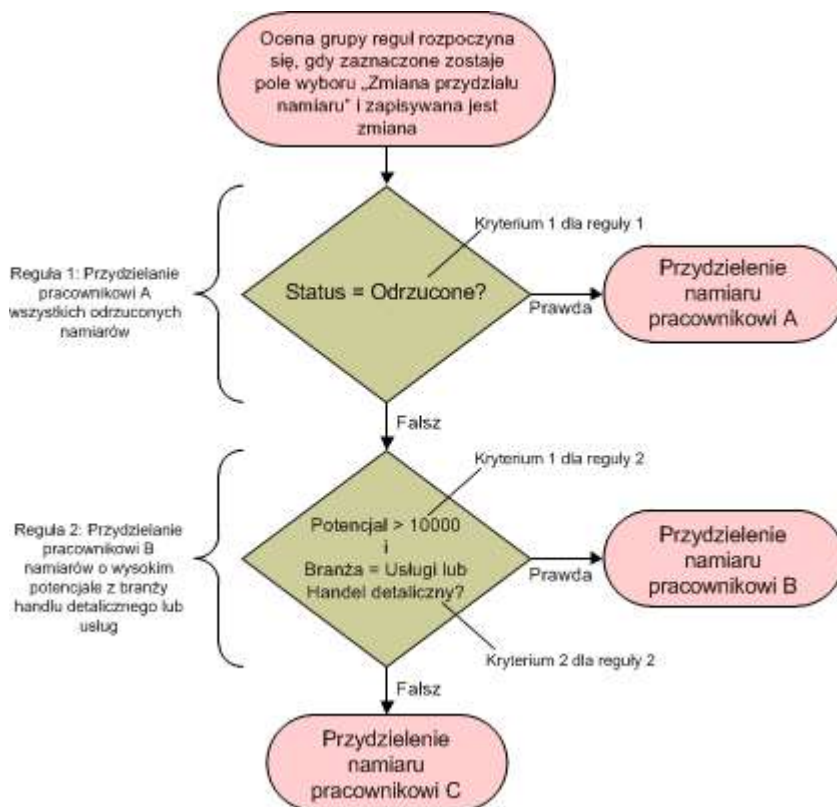 Ocena grupy reguł rozpoczyna
się, gdy zaznaczone zostaje
pole wyboru „Zmiana przydziału
namiaru” i zapisywana jest
zmiana
Kryterium 1 dla reguły 1
Reguła 1: Przydzielanie
pracownikowi A
wszystkich odrzuconych
namiarów
Status = Odrzucone?
Prawda
Przydzielenie
namiaru
pracownikowi A
Fałsz
Kryterium 1 dla reguły 2
Reguła 2: Przydzielanie
pracownikowi B
namiarów o wysokim
potencjale z branży
handlu detalicznego lub
usług
Potencjał > 10000
i
Branża = Usługi lub
Handel detaliczny?
Prawda
Przydzielenie
namiaru
pracownikowi B
Kryterium 2 dla reguły 2
Fałsz
Przydzielenie
namiaru
pracownikowi C